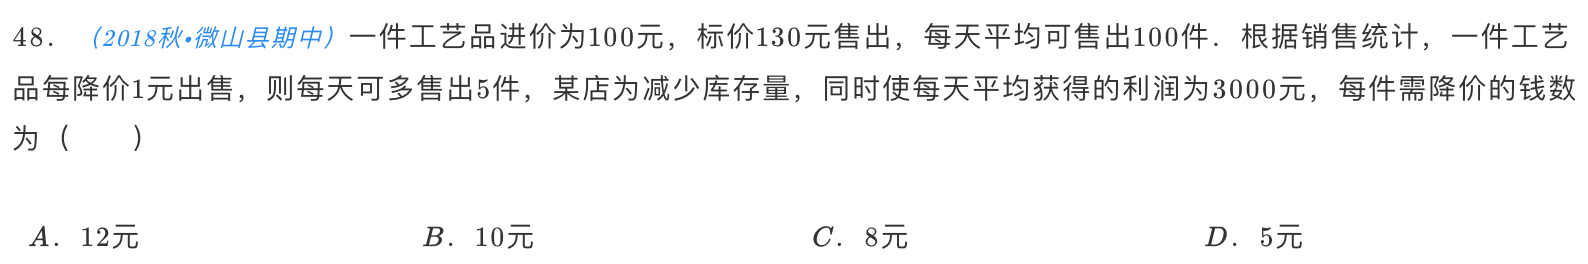 48. （2018秋•微山县期中）一件工艺品进价为100元，标价130元售出，每天平均可售出100件．根据销售统计，一件工艺
品每降价1元出售，则每天可多售出5件，某店为减少库存量，同时使每天平均获得的利润为3000元，每件需降价的钱数
为（　　）
A．12元 B．10元 C．8元 D．5元